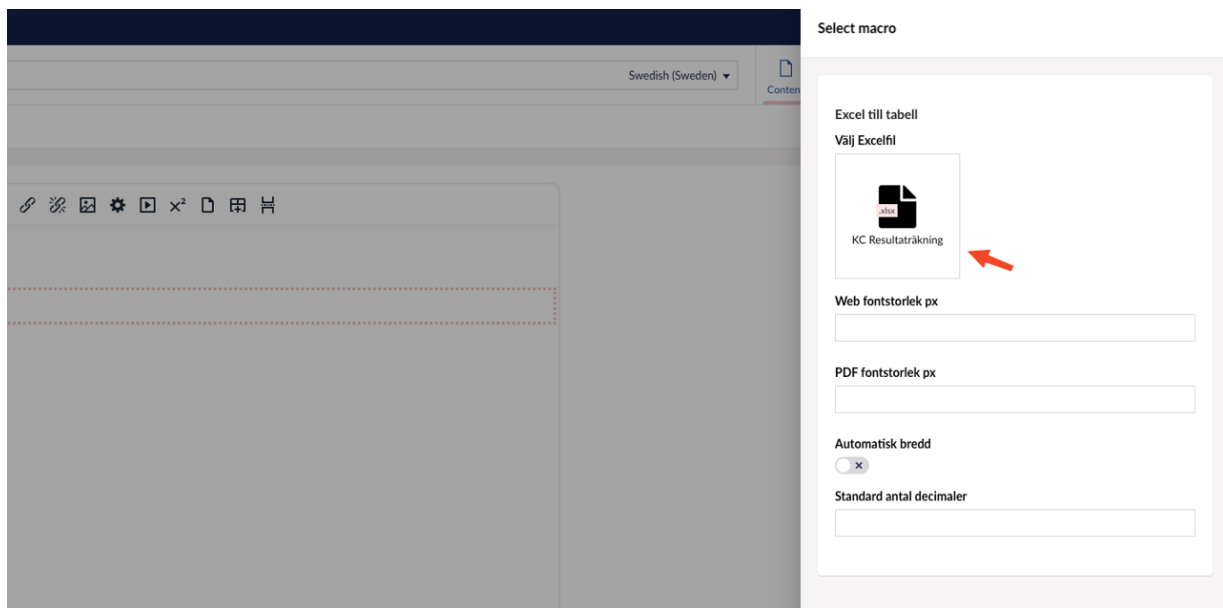 Select macro
Swedish (Sweden)
Conten
Excel till tabell
Välj Excelfil
.xlsx
KC Resultaträkning
Web fontstorlek px
PDF fontstorlek px
Automatisk bredd
Standard antal decimaler